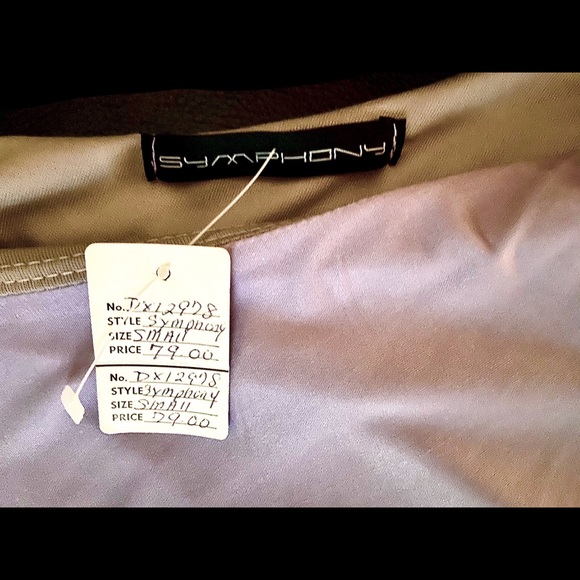 SYMPHONY
No. DX12978
STYLE Symphony
SIZE SMAll
PRICE 79.00
No. DX12978
STYLE Symphony
SIZE SMAll
PRICE 79.00